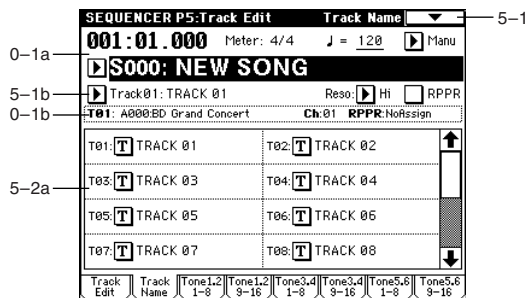 SEQUENCER P5:Track Edit Track Name 5-1
001:01.000 Meter: 4/4 ♩ = 120 Manu
0-1a
S000: NEW SONG
5-1b Track01: TRACK 01 Reso: Hi RPPR
0-1b T01: A000:BD Grand Concert Ch:01 RPPR:NoAssign
T01: T TRACK 01 T02: T TRACK 02
5-2a T03: T TRACK 03 T04: T TRACK 04
T05: T TRACK 05 T06: T TRACK 06
T07: T TRACK 07 T08: T TRACK 08
Track Edit Track Name Tone1.2 1-8 Tone1.2 9-16 Tone3.4 1-8 Tone3.4 9-16 Tone5.6 1-8 Tone5.6 9-16